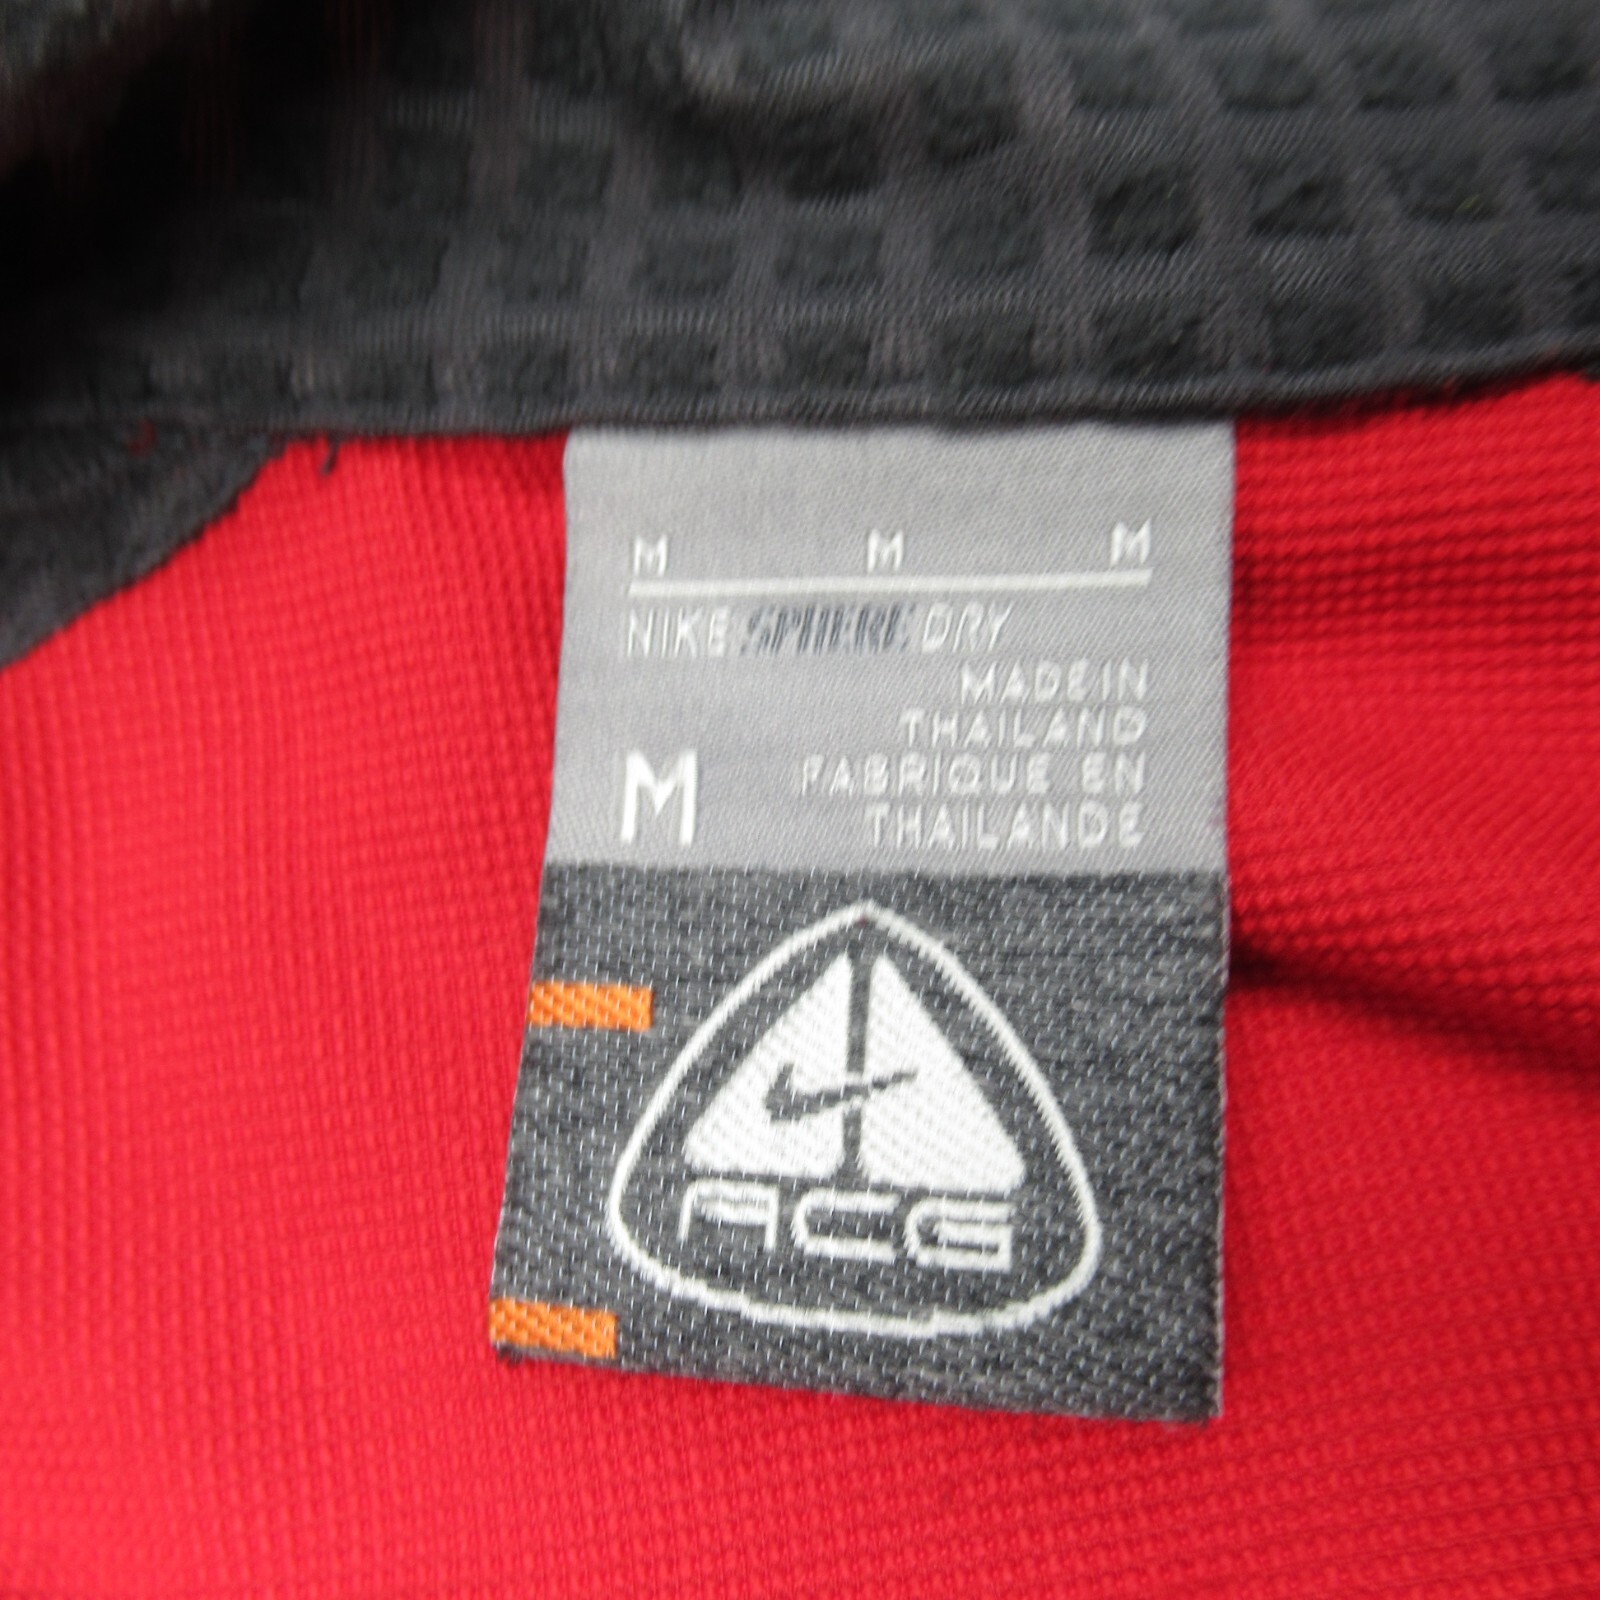 M M M
NIKE SPHERE DRY
MADE IN
THAILAND
M FABRIQUE EN
THAILANDE
ACG